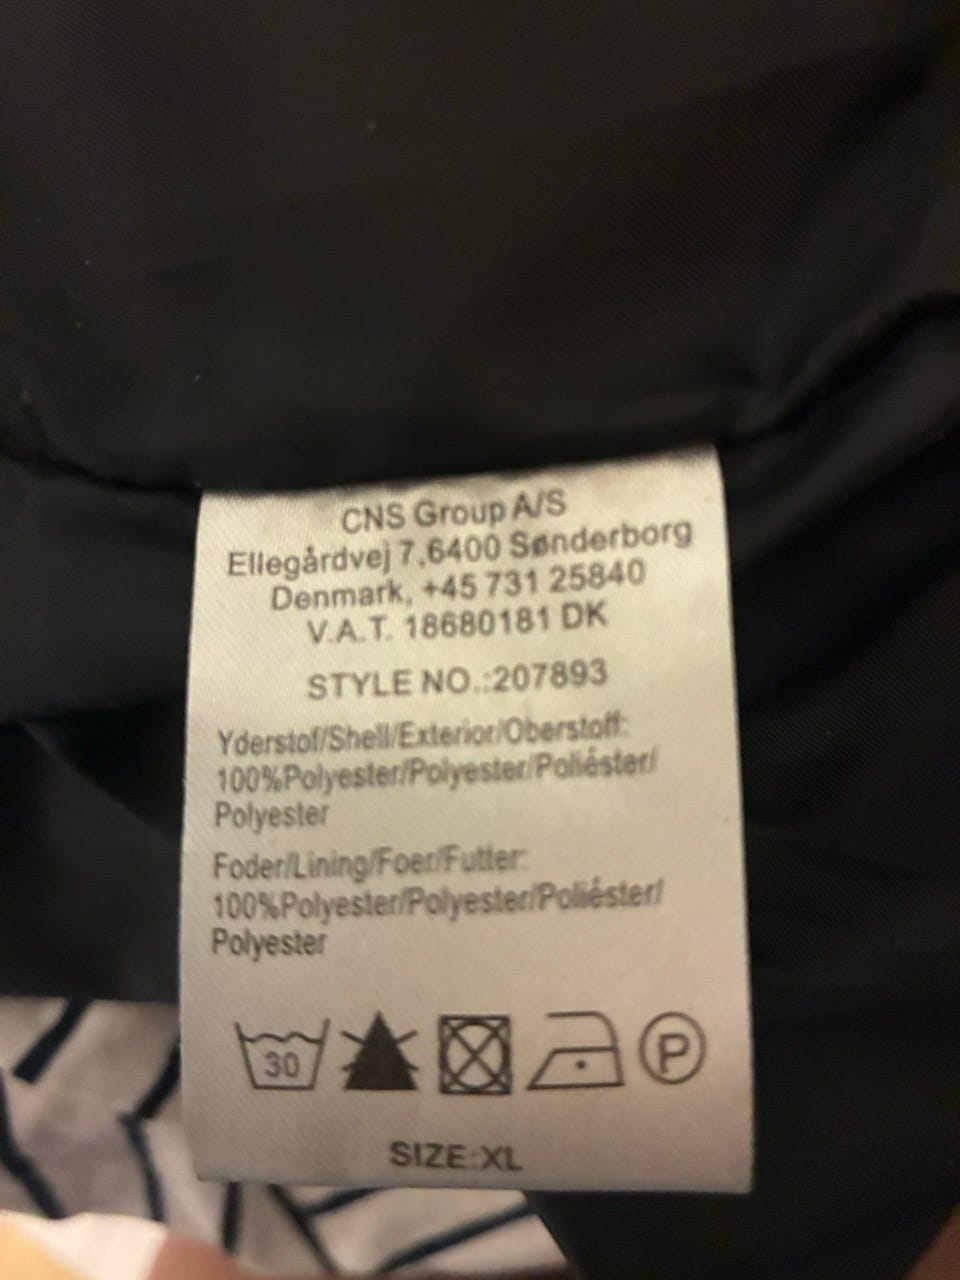 CNS Group A/S
Ellegårdvej 7,6400 Sønderborg
Denmark, +45 731 25840
V.A.T. 18680181 DK
STYLE NO.:207893
Yderstof/Shell/Exterior/Oberstoff:
100%Polyester/Polyester/Poliéster/
Polyester
Foder/Lining/Foer/Futter:
100%Polyester/Polyester/Poliéster/
Polyester
30 P
SIZE:XL